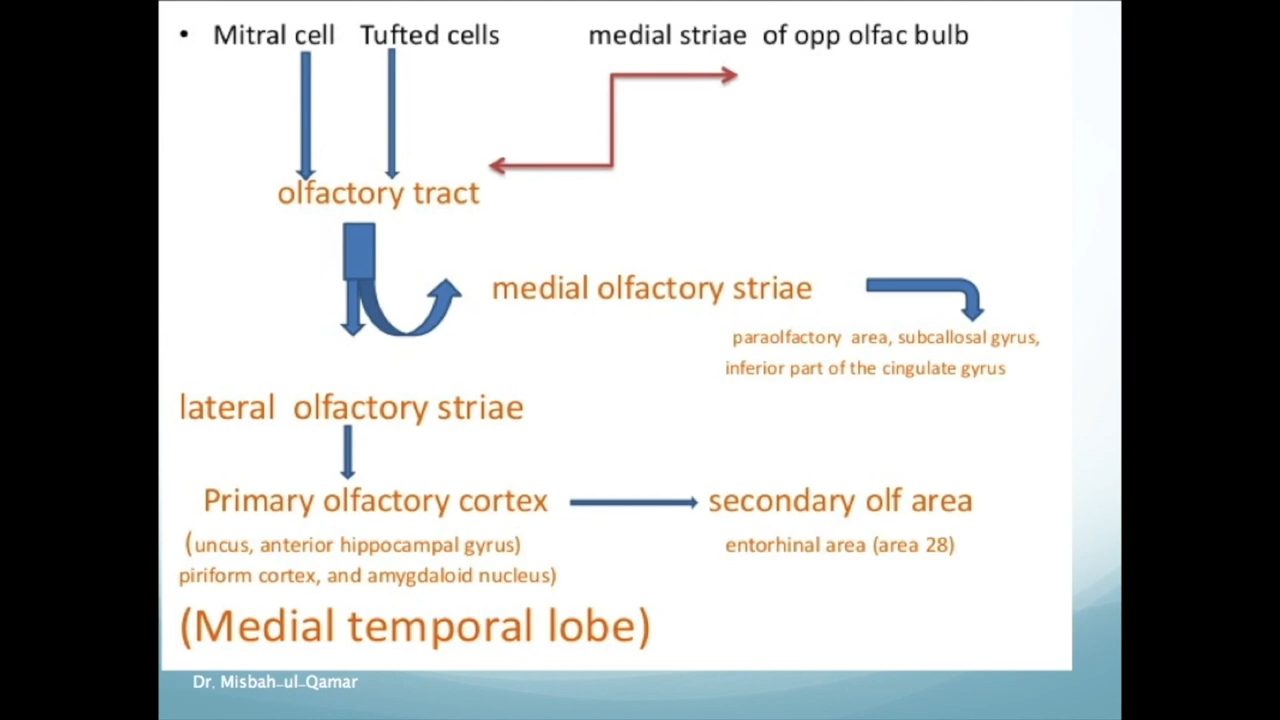 • Mitral cell Tufted cells medial striae of opp olfac bulb
olfactory tract
medial olfactory striae
paraolfactory area, subcallosal gyrus,
inferior part of the cingulate gyrus
lateral olfactory striae
Primary olfactory cortex secondary olf area
(uncus, anterior hippocampal gyrus) entorhinal area (area 28)
piriform cortex, and amygdaloid nucleus)
(Medial temporal lobe)
Dr. Misbah-ul-Qamar